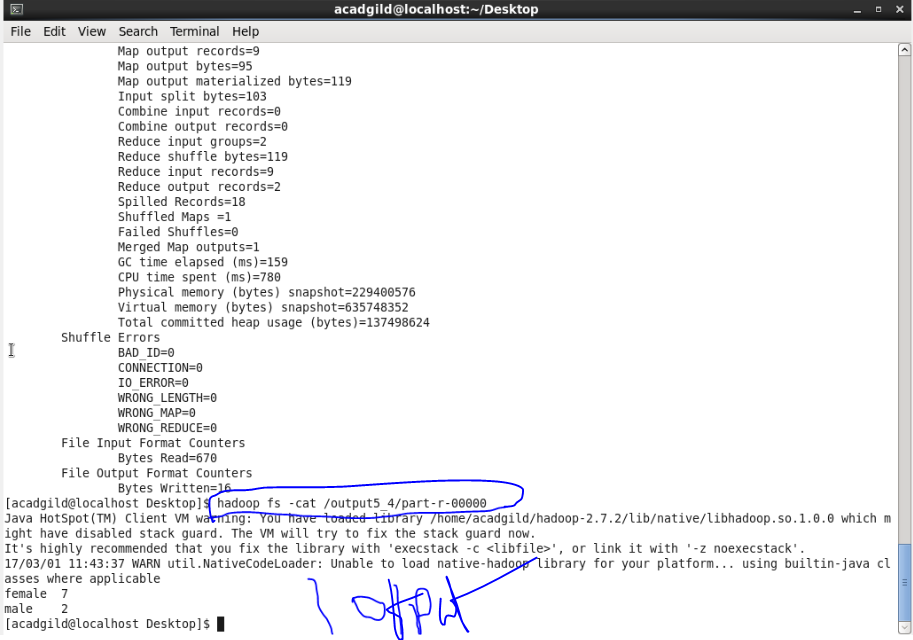 acadgild@localhost:~/Desktop
File Edit View Search Terminal Help
Map output records=9
Map output bytes=95
Map output materialized bytes=119
Input split bytes=103
Combine input records=0
Combine output records=0
Reduce input groups=2
Reduce shuffle bytes=119
Reduce input records=9
Reduce output records=2
Spilled Records=18
Shuffled Maps =1
Failed Shuffles=0
Merged Map outputs=1
GC time elapsed (ms)=159
CPU time spent (ms)=780
Physical memory (bytes) snapshot=229400576
Virtual memory (bytes) snapshot=635748352
Total committed heap usage (bytes)=137498624
Shuffle Errors
BAD_ID=0
CONNECTION=0
IO_ERROR=0
WRONG_LENGTH=0
WRONG_MAP=0
WRONG_REDUCE=0
File Input Format Counters
Bytes Read=670
File Output Format Counters
Bytes Written=16
[acadgild@localhost Desktop]$ hadoop fs -cat /output5_4/part-r-00000
Java HotSpot(TM) Client VM warning: You have loaded library /home/acadgild/hadoop-2.7.2/lib/native/libhadoop.so.1.0.0 which m
ight have disabled stack guard. The VM will try to fix the stack guard now.
It's highly recommended that you fix the library with 'execstack -c <libfile>', or link it with '-z noexecstack'.
17/03/01 11:43:37 WARN util.NativeCodeLoader: Unable to load native-hadoop library for your platform... using builtin-java cl
asses where applicable
female 7
male 2
[acadgild@localhost Desktop]$